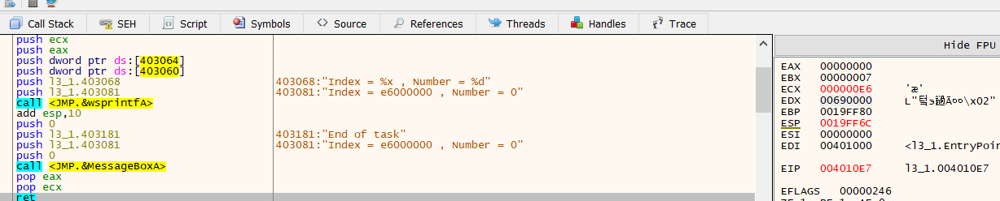 Call Stack SEH Script Symbols Source References Threads Handles Trace
push ecx
push eax
push dword ptr ds:[403064]
push dword ptr ds:[403060]
push l3_1.403068 403068:"Index = %x , Number = %d"
push l3_1.403081 403081:"Index = e6000000 , Number = 0"
call <JMP.&wsprintfA>
add esp,10
push 0
push l3_1.403181 403181:"End of task"
push l3_1.403081 403081:"Index = e6000000 , Number = 0"
push 0
call <JMP.&MessageBoxA>
pop eax
pop ecx
ret
Hide FPU
EAX 00000000
EBX 00000007
ECX 000000E6 'æ'
EDX 00690000
EBP 0019FF80
ESP 0019FF6C
ESI 00000000
EDI 00401000 <l3_1.EntryPoin
EIP 004010E7 l3_1.004010E7
EFLAGS 00000246